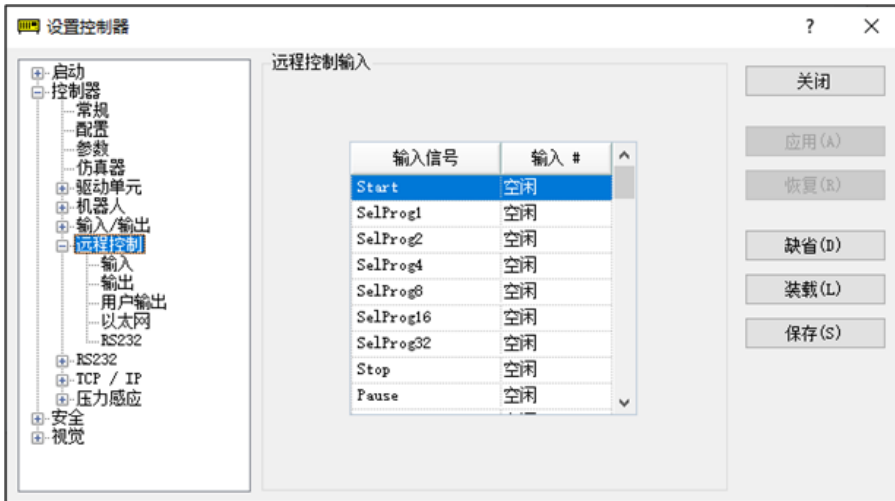 设置控制器
?
启动
控制器
常规
配置
参数
仿真器
驱动单元
机器人
输入/输出
远程控制
输入
输出
用户输出
以太网
RS232
RS232
TCP / IP
压力感应
安全
视觉
远程控制输入
输入信号 输入 #
Start 空闲
SelProg1 空闲
SelProg2 空闲
SelProg4 空闲
SelProg8 空闲
SelProg16 空闲
SelProg32 空闲
Stop 空闲
Pause 空闲
关闭
应用(A)
恢复(R)
缺省(D)
装载(L)
保存(S)